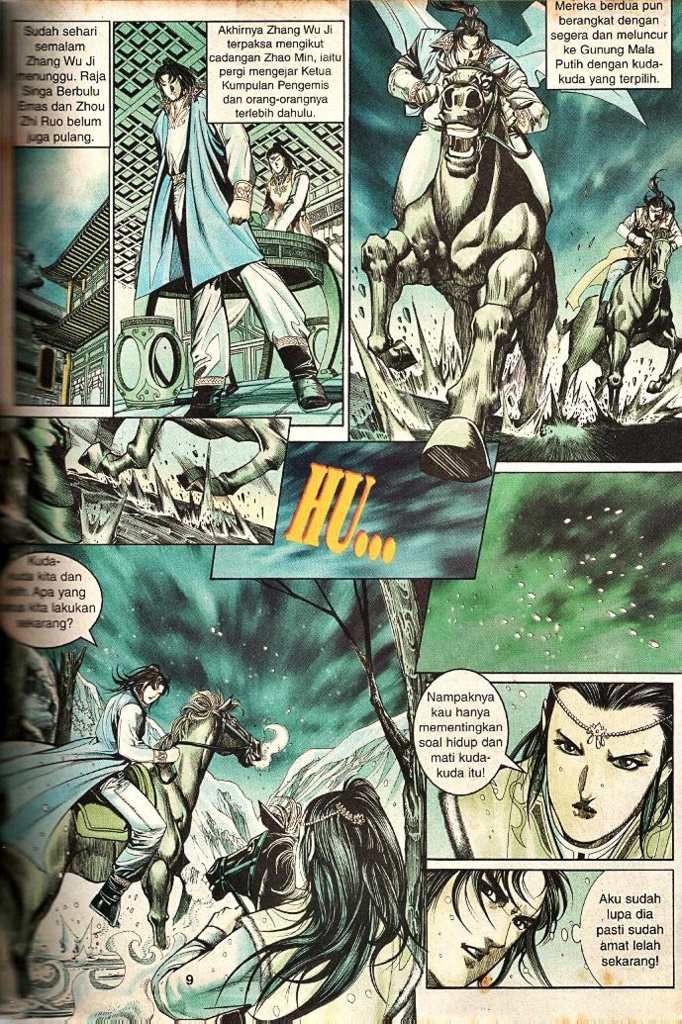 Sudah sehari
semalam
Zhang Wu Ji
menunggu. Raja
Singa Berbulu
Emas dan Zhou
Zhi Ruo belum
juga pulang.
Akhirnya Zhang Wu Ji
terpaksa mengikut
cadangan Zhao Min, iaitu
pergi mengejar Ketua
Kumpulan Pengemis
dan orang-orangnya
terlebih dahulu.
Mereka berdua pun
berangkat dengan
segera dan meluncur
ke Gunung Mala
Putih dengan kuda-
kuda yang terpilih.
HU...
Kuda-
kuda kita dan
Apa yang
kita lakukan
sekarang?
Nampaknya
kau hanya
mementingkan
soal hidup dan
mati kuda-
kuda itu!
Aku sudah
lupa dia
pasti sudah
amat lelah
sekarang!
9